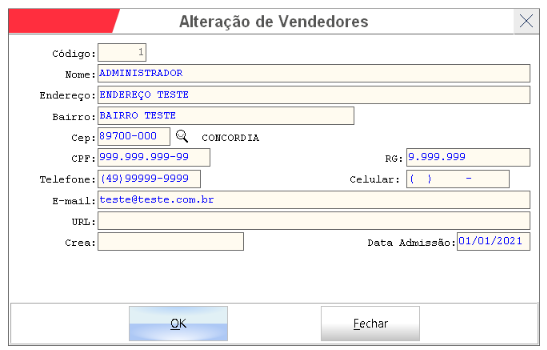 Alteração de Vendedores
Código: 1
Nome: ADMINISTRADOR
Endereço: ENDEREÇO TESTE
Bairro: BAIRRO TESTE
Cep: 89700-000 CONCORDIA
CPF: 999.999.999-99 RG: 9.999.999
Telefone: (49)99999-9999 Celular: (  )     -
E-mail: teste@teste.com.br
URL:
Crea: Data Admissão: 01/01/2021
OK Fechar